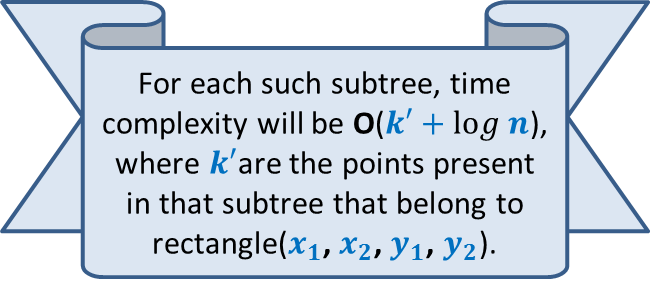 For each such subtree, time
complexity will be O(k′ + log n),
where k′are the points present
in that subtree that belong to
rectangle(x₁, x₂, y₁, y₂).